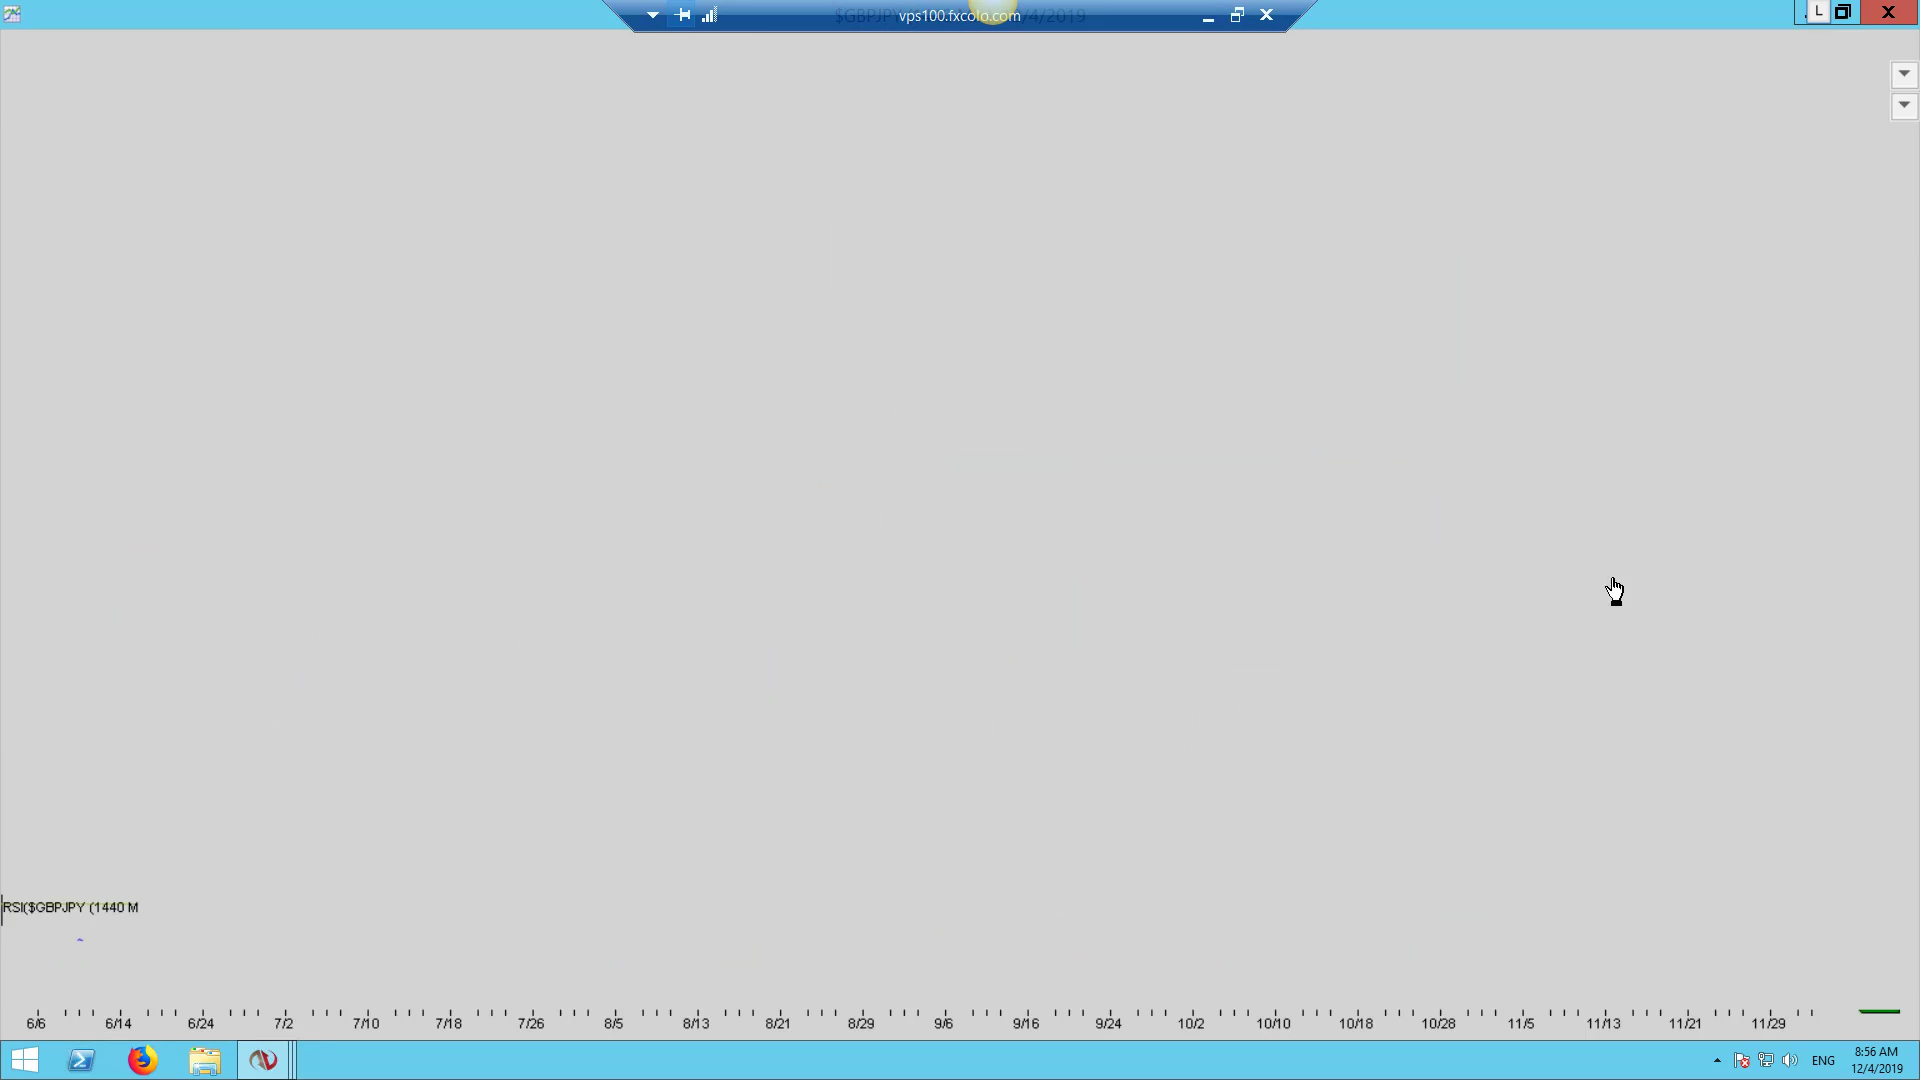 $GBPJPY
vps100.fxcolo.com
/4/2019
L
RSI($GBPJPY (1440 M
6/6 6/14 6/24 7/2 7/10 7/18 7/26 8/5 8/13 8/21 8/29 9/6 9/16 9/24 10/2 10/10 10/18 10/28 11/5 11/13 11/21 11/29
ENG
8:56 AM
12/4/2019